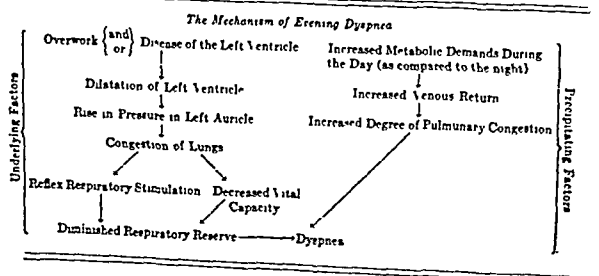 The Mechanism of Evening Dyspnea
Underlying Factors
Overwork {and/or} Disease of the Left Ventricle
Dilatation of Left Ventricle
Rise in Pressure in Left Auricle
Congestion of Lungs
Reflex Respiratory Stimulation
Decreased Vital
Capacity
Diminished Respiratory Reserve
Dyspnea
Increased Metabolic Demands During
the Day (as compared to the night}
Increased Venous Return
Increased Degree of Pulmonary Congestion
Precipitating Factors